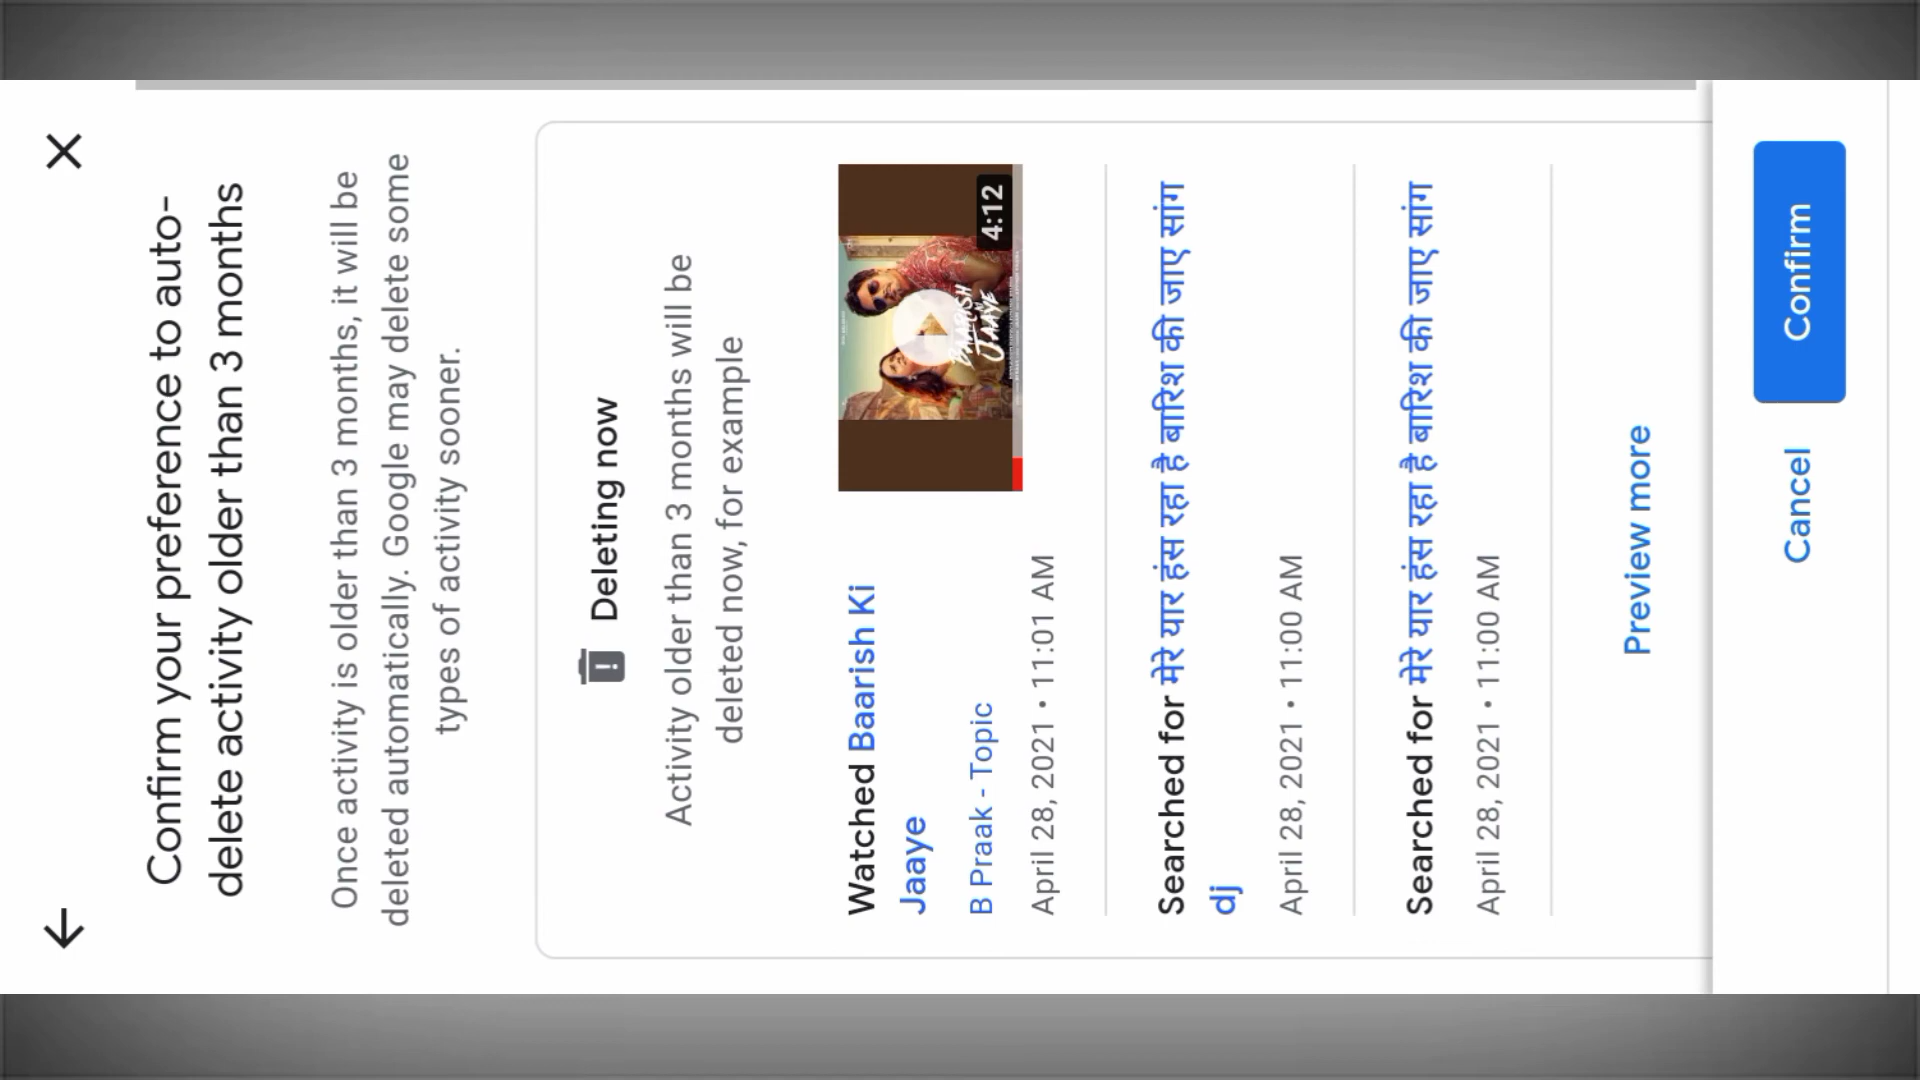 Confirm your preference to auto-
delete activity older than 3 months
Once activity is older than 3 months, it will be
deleted automatically. Google may delete some
types of activity sooner.
Deleting now
Activity older than 3 months will be
deleted now, for example
Watched Baarish Ki
Jaaye
B Praak - Topic
April 28, 2021 • 11:01 AM
BAARISH
JAAYE
4:12
Searched for मेरे यार हंस रहा है बारिश की जाए सांग
dj
April 28, 2021 • 11:00 AM
Searched for मेरे यार हंस रहा है बारिश की जाए सांग
April 28, 2021 • 11:00 AM
Preview more
Cancel
Confirm